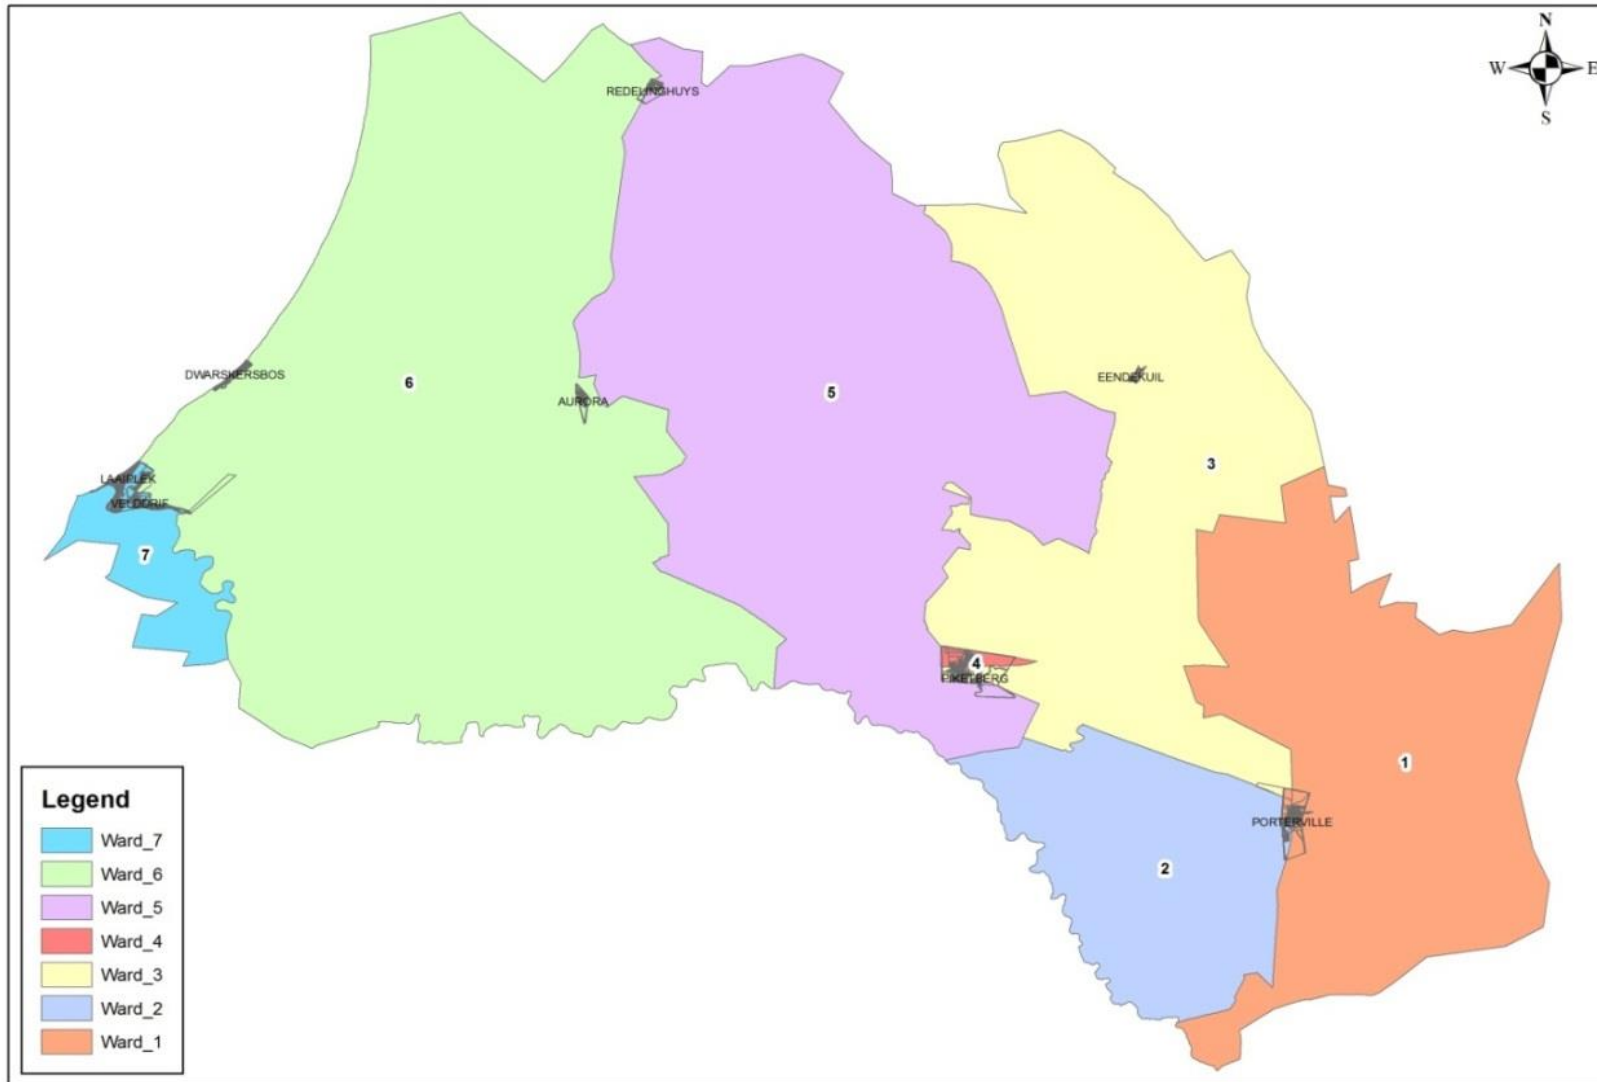 N
W E
S
REDELINGHUYS
DWARSKERSBOS
6
AURORA
5
EENDEKUIL
3
LAAIPLEK
VELDDRIF
7
4
PIKETBERG
1
PORTERVILLE
2
Legend
Ward_7
Ward_6
Ward_5
Ward_4
Ward_3
Ward_2
Ward_1